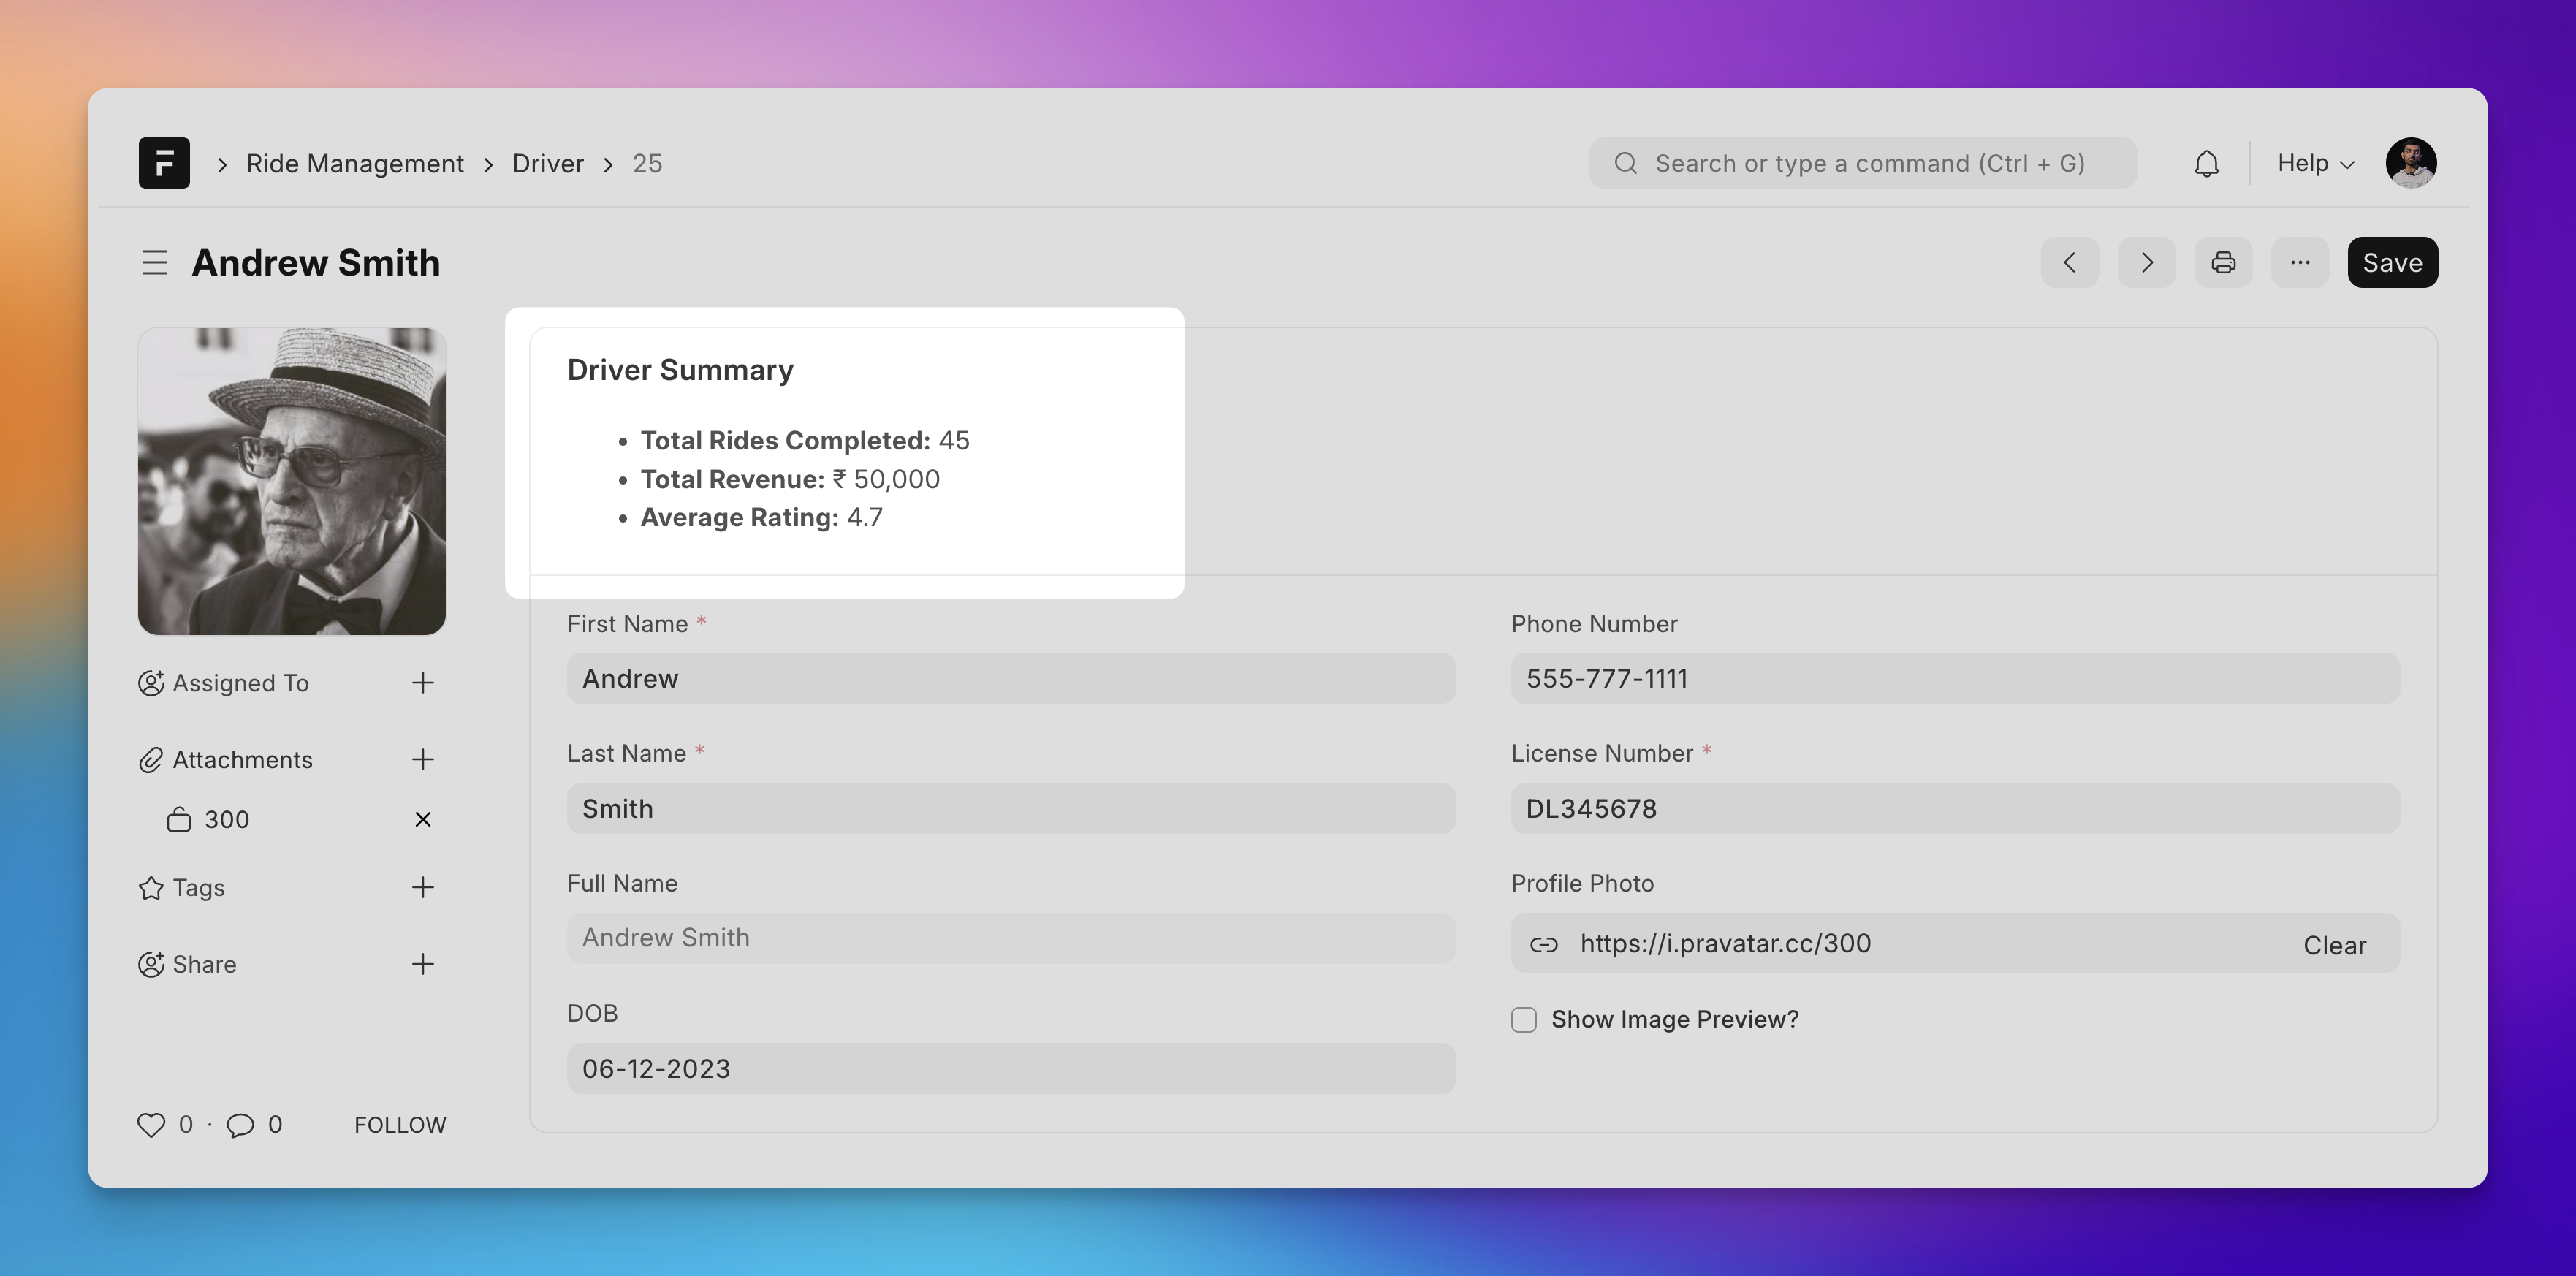 F
Ride Management
Driver
25
Search or type a command (Ctrl + G)
Help
Andrew Smith
...
Save
Driver Summary
• Total Rides Completed: 45
• Total Revenue: ₹ 50,000
• Average Rating: 4.7
Assigned To
Attachments
300
Tags
Share
0 · 0
FOLLOW
First Name *
Andrew
Last Name *
Smith
Full Name
Andrew Smith
DOB
06-12-2023
Phone Number
555-777-1111
License Number *
DL345678
Profile Photo
https://i.pravatar.cc/300
Clear
Show Image Preview?